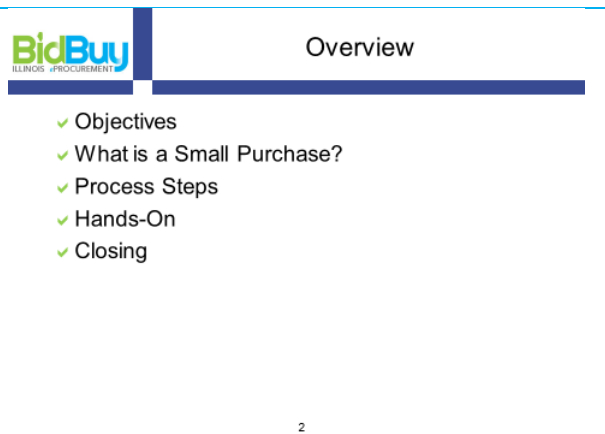 BidBuy
ILLINOIS ePROCUREMENT
Overview
Objectives
What is a Small Purchase?
Process Steps
Hands-On
Closing
2